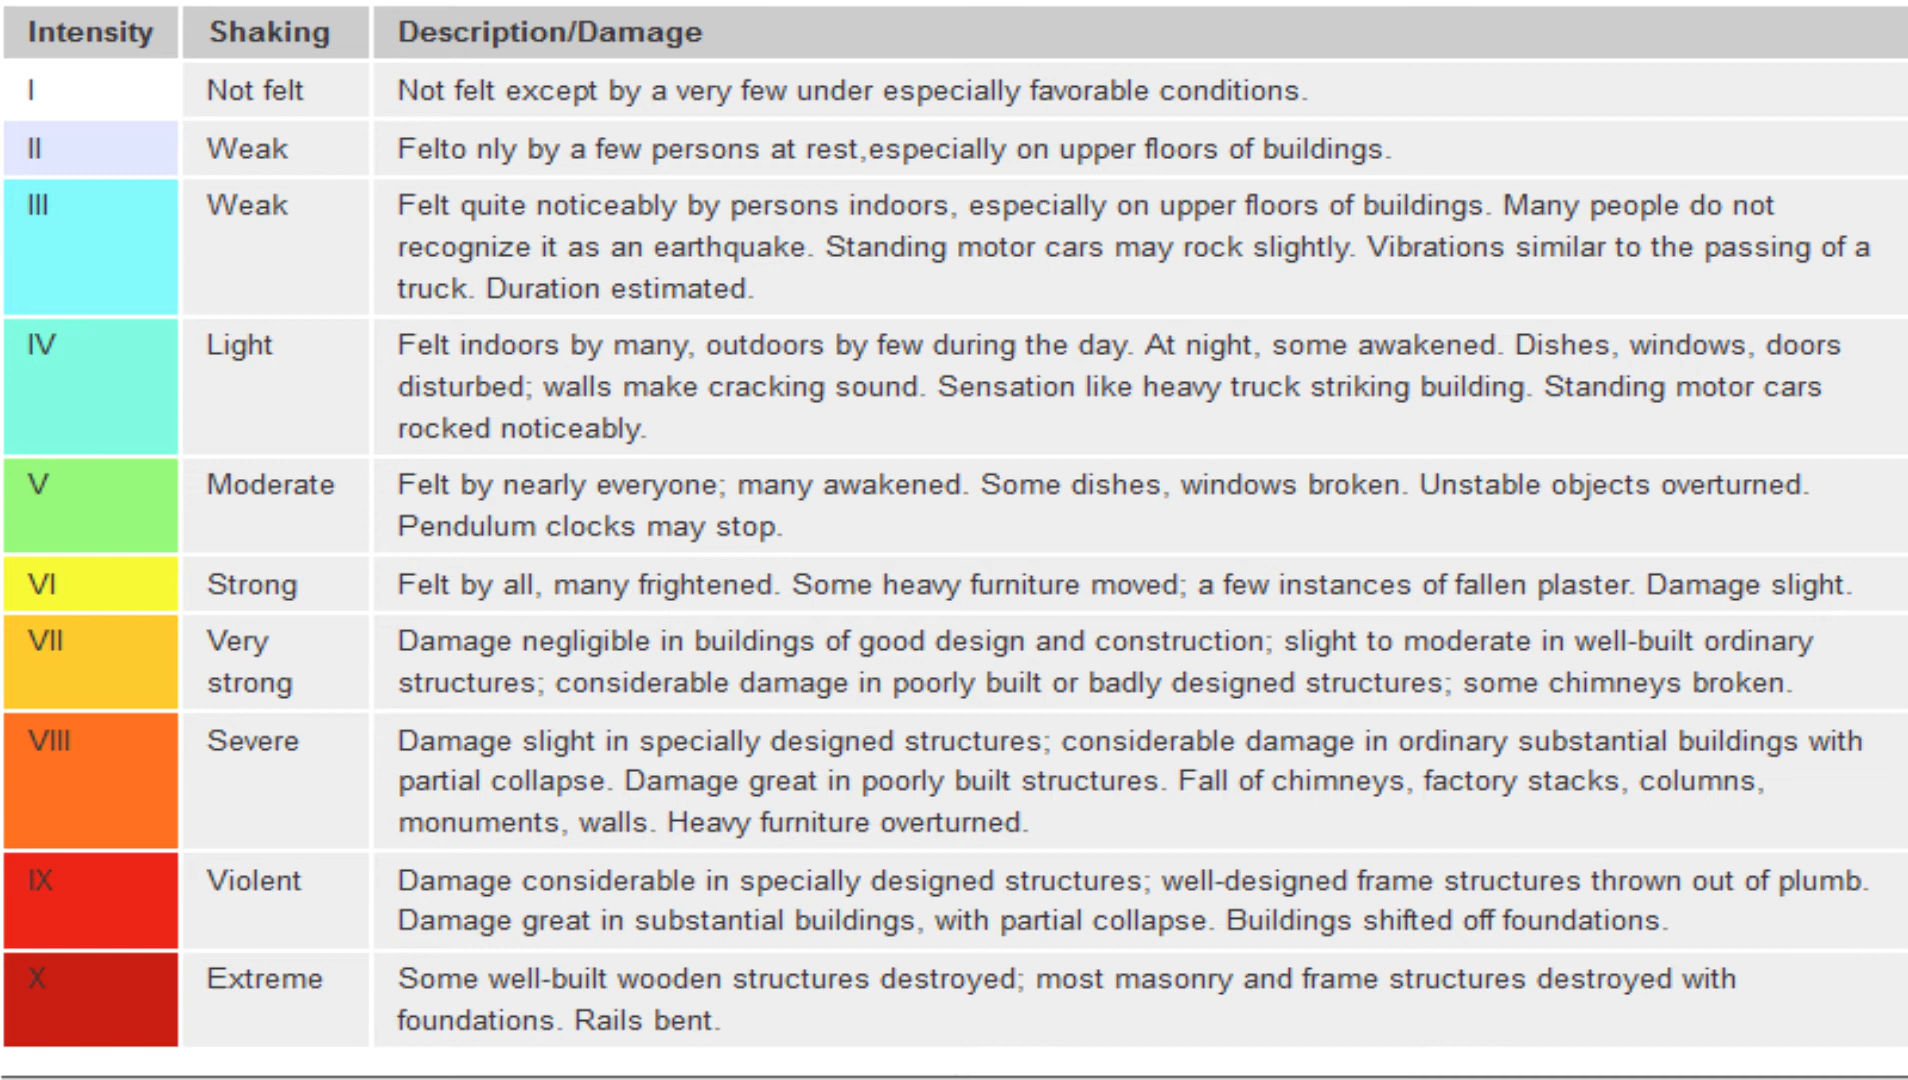 Intensity Shaking Description/Damage
I Not felt Not felt except by a very few under especially favorable conditions.
II Weak Felto nly by a few persons at rest,especially on upper floors of buildings.
III Weak Felt quite noticeably by persons indoors, especially on upper floors of buildings. Many people do not
recognize it as an earthquake. Standing motor cars may rock slightly. Vibrations similar to the passing of a
truck. Duration estimated.
IV Light Felt indoors by many, outdoors by few during the day. At night, some awakened. Dishes, windows, doors
disturbed; walls make cracking sound. Sensation like heavy truck striking building. Standing motor cars
rocked noticeably.
V Moderate Felt by nearly everyone; many awakened. Some dishes, windows broken. Unstable objects overturned.
Pendulum clocks may stop.
VI Strong Felt by all, many frightened. Some heavy furniture moved; a few instances of fallen plaster. Damage slight.
VII Very Damage negligible in buildings of good design and construction; slight to moderate in well-built ordinary
strong structures; considerable damage in poorly built or badly designed structures; some chimneys broken.
VIII Severe Damage slight in specially designed structures; considerable damage in ordinary substantial buildings with
partial collapse. Damage great in poorly built structures. Fall of chimneys, factory stacks, columns,
monuments, walls. Heavy furniture overturned.
IX Violent Damage considerable in specially designed structures; well-designed frame structures thrown out of plumb.
Damage great in substantial buildings, with partial collapse. Buildings shifted off foundations.
X Extreme Some well-built wooden structures destroyed; most masonry and frame structures destroyed with
foundations. Rails bent.